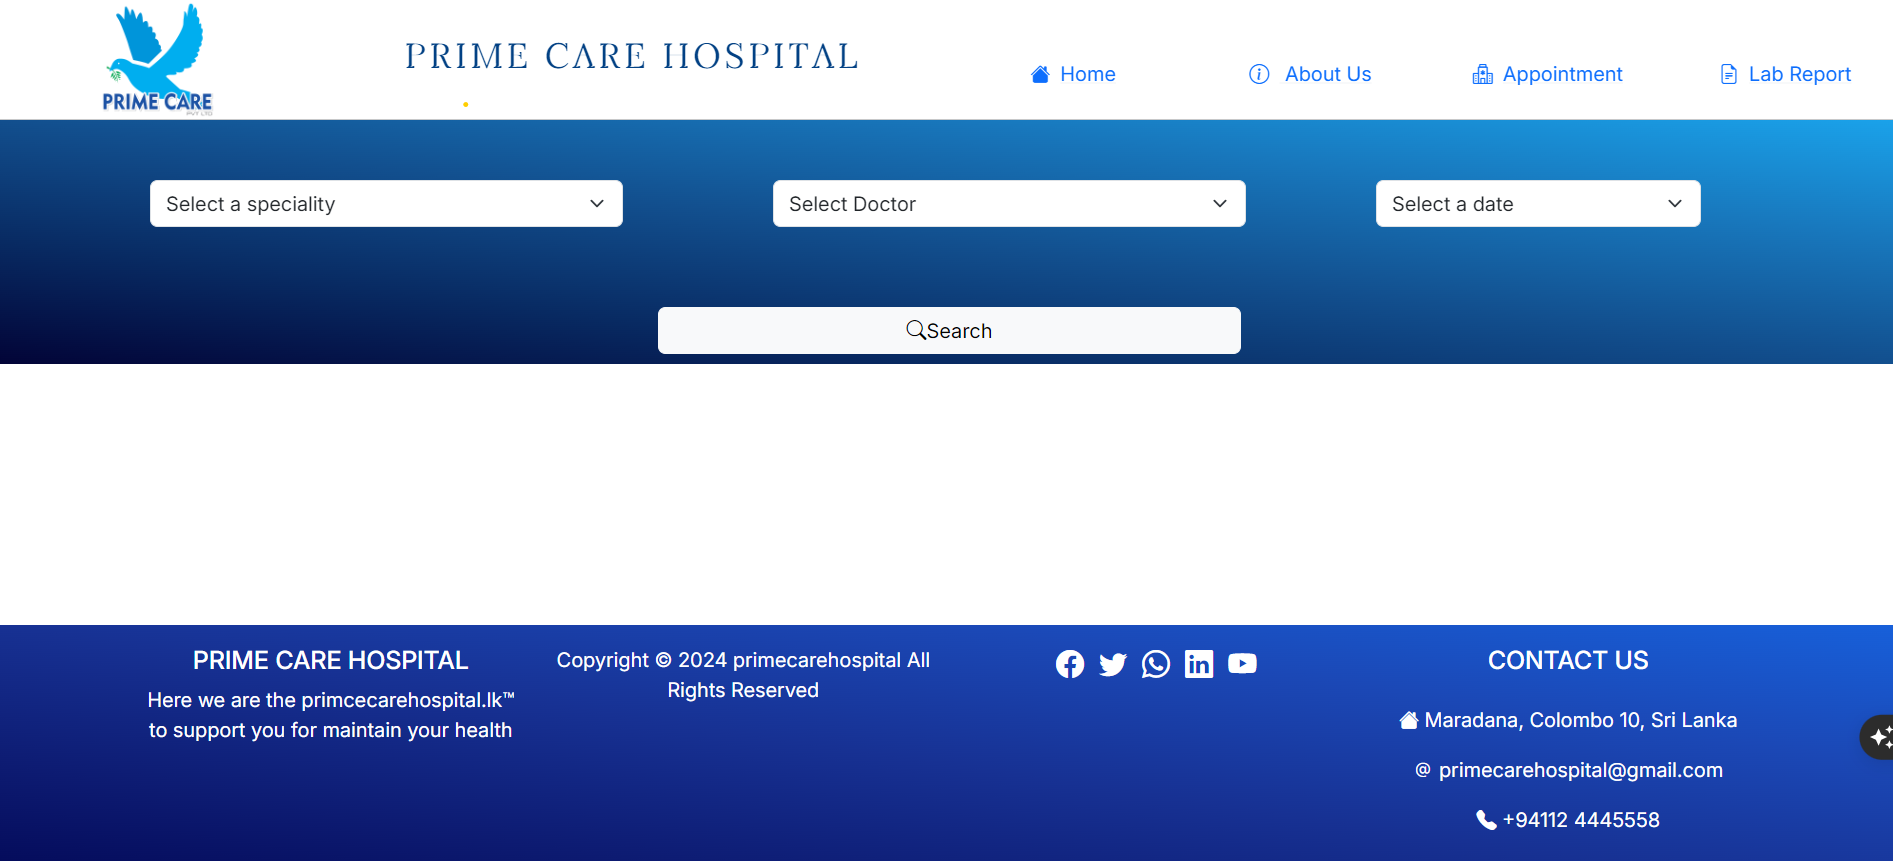 PRIME CARE
PVT LTD
PRIME CARE HOSPITAL
Home
About Us
Appointment
Lab Report
Select a speciality
Select Doctor
Select a date
Search
PRIME CARE HOSPITAL
Here we are the primcecarehospital.lk™
to support you for maintain your health
Copyright © 2024 primecarehospital All
Rights Reserved
CONTACT US
Maradana, Colombo 10, Sri Lanka
@ primecarehospital@gmail.com
+94112 4445558